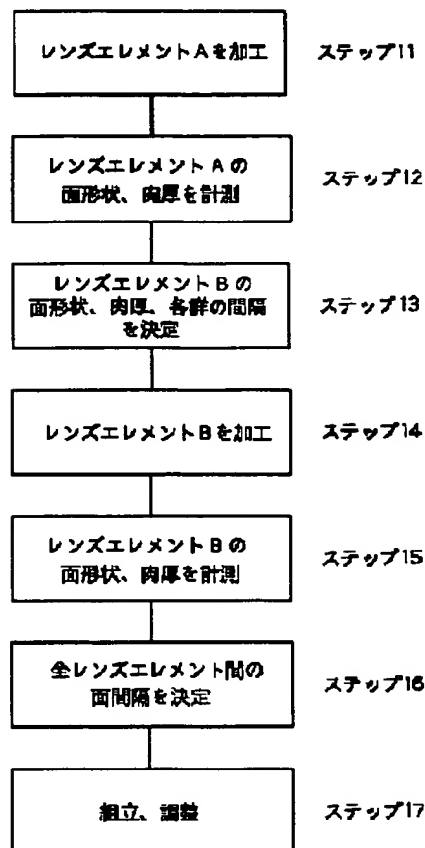 レンズエレメントAを加工
ステップ11
レンズエレメントAの
面形状、肉厚を計測
ステップ12
レンズエレメントBの
面形状、肉厚、各群の間隔
を決定
ステップ13
レンズエレメントBを加工
ステップ14
レンズエレメントBの
面形状、肉厚を計測
ステップ15
全レンズエレメント間の
面間隔を決定
ステップ16
組立、調整
ステップ17